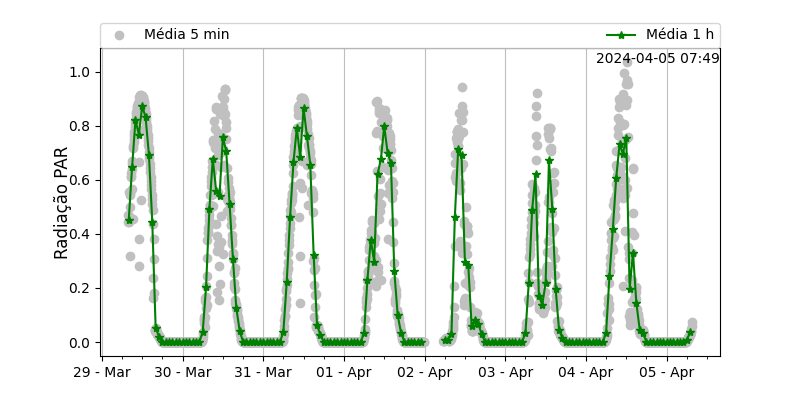 Média 5 min
Média 1 h
2024-04-05 07:49
Radiação PAR
1.0
0.8
0.6
0.4
0.2
0.0
29 - Mar
30 - Mar
31 - Mar
01 - Apr
02 - Apr
03 - Apr
04 - Apr
05 - Apr